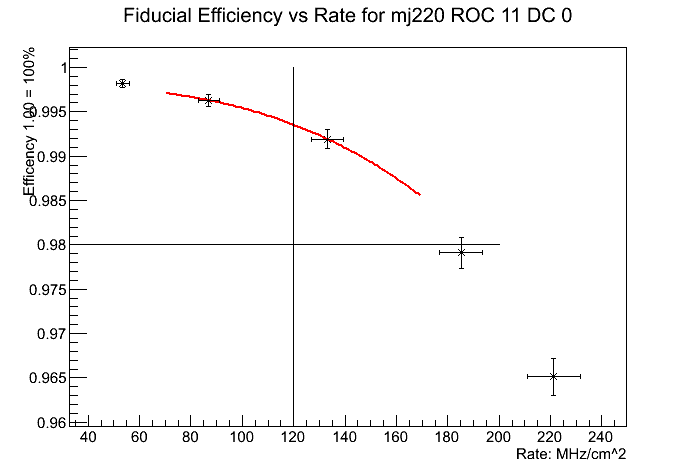 Fiducial Efficiency vs Rate for mj220 ROC 11 DC 0
Efficency 1.00 = 100%
1
0.995
0.99
0.985
0.98
0.975
0.97
0.965
0.96
40 60 80 100 120 140 160 180 200 220 240
Rate: MHz/cm^2